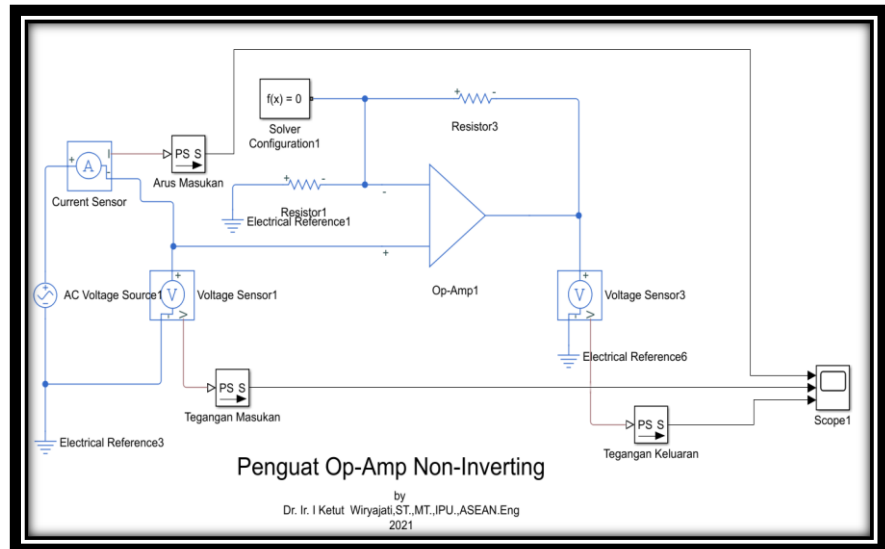 f(x) = 0
Solver
Configuration1
+ -
Resistor3
+
A
I
-
Current Sensor
PS S
Arus Masukan
+ -
Resistor1
Electrical Reference1
-
+
Op-Amp1
AC Voltage Source1
+
V
Voltage Sensor1
+
V
Voltage Sensor3
Electrical Reference6
PS S
Tegangan Masukan
PS S
Tegangan Keluaran
Scope1
Electrical Reference3
Penguat Op-Amp Non-Inverting
by
Dr. Ir. I Ketut Wiryajati,ST.,MT.,IPU.,ASEAN.Eng
2021